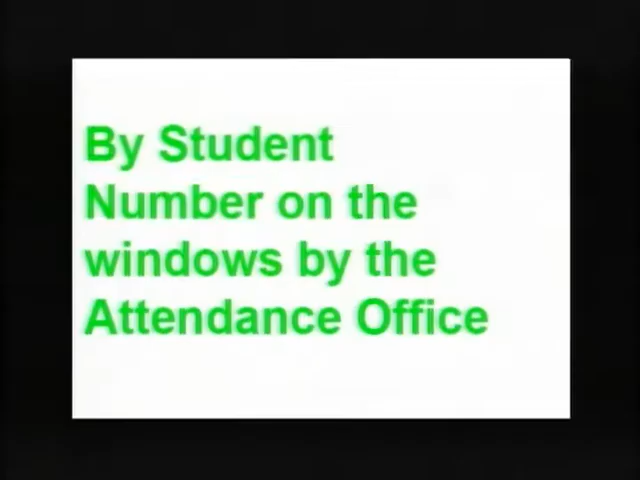 By Student
Number on the
windows by the
Attendance Office